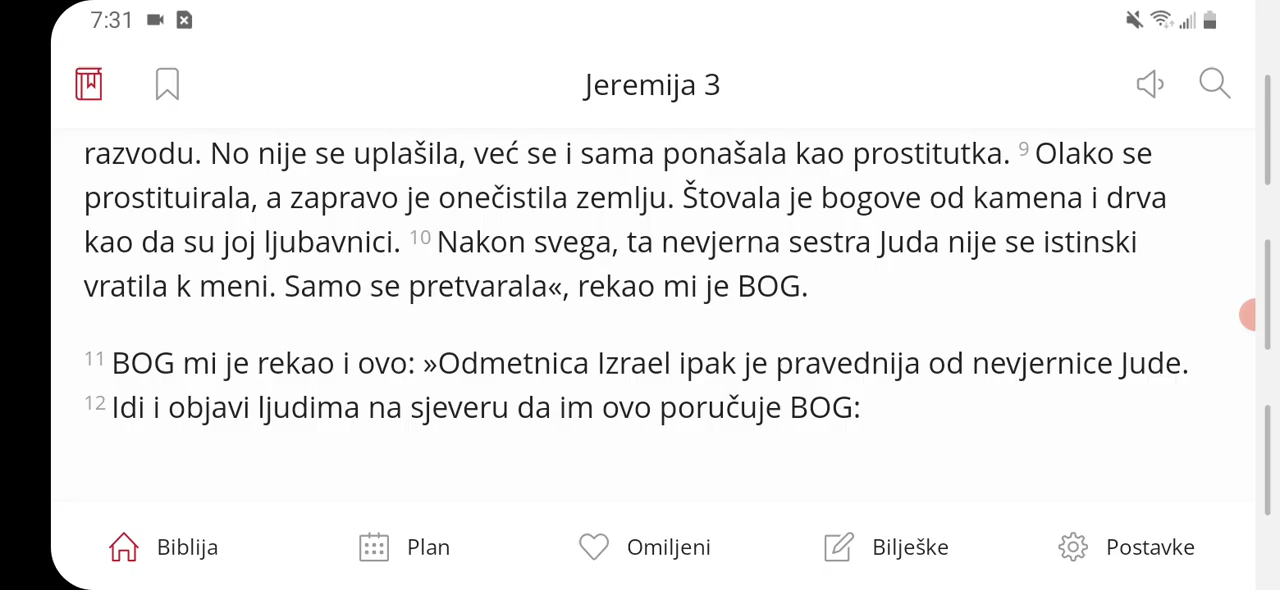 7:31
Jeremija 3
razvodu. No nije se uplašila, već se i sama ponašala kao prostitutka. 9 Olako se
prostituirala, a zapravo je onečistila zemlju. Štovala je bogove od kamena i drva
kao da su joj ljubavnici. 10 Nakon svega, ta nevjerna sestra Juda nije se istinski
vratila k meni. Samo se pretvarala«, rekao mi je BOG.
11 BOG mi je rekao i ovo: »Odmetnica Izrael ipak je pravednija od nevjernice Jude.
12 Idi i objavi ljudima na sjeveru da im ovo poručuje BOG:
Biblija Plan Omiljeni Bilješke Postavke